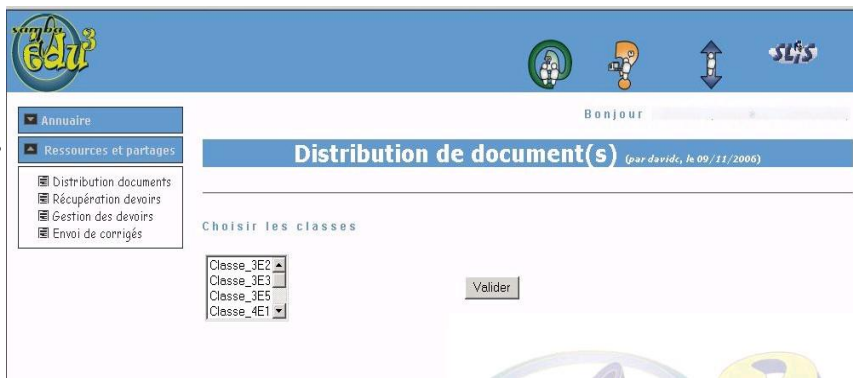 samba
édu3
SLIS
Bonjour
Annuaire
Ressources et partages
Distribution documents
Récupération devoirs
Gestion des devoirs
Envoi de corrigés
Distribution de document(s) (par davidc, le 09/11/2006)
Choisir les classes
Classe_3E2
Classe_3E3
Classe_3E5
Classe_4E1
Valider